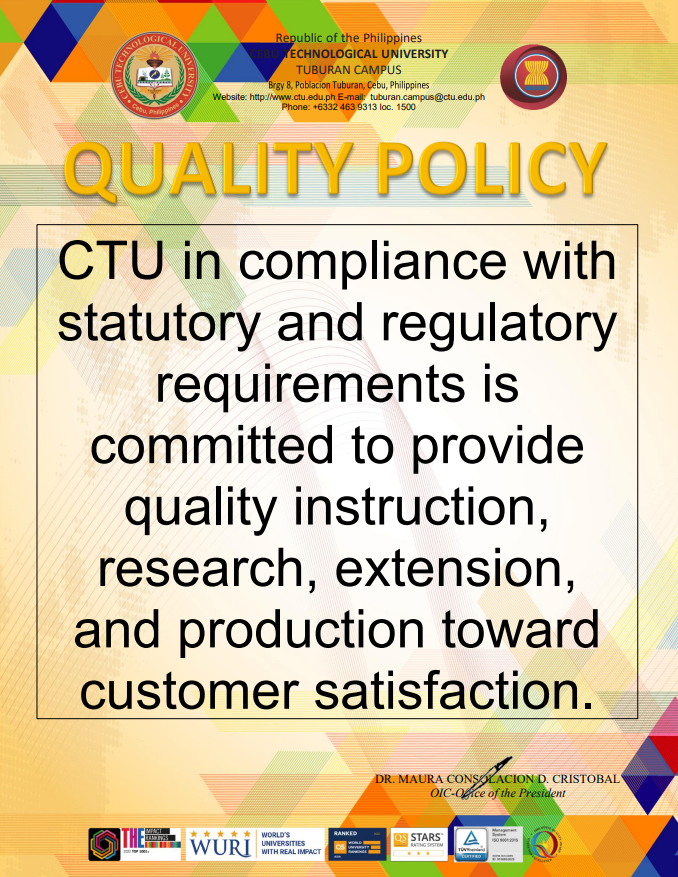 Republic of the Philippines
CEBU TECHNOLOGICAL UNIVERSITY
TUBURAN CAMPUS
Brgy 8, Poblacion Tuburan, Cebu, Philippines
Website: http://www.ctu.edu.ph E-mail: tuburan.campus@ctu.edu.ph
Phone: +6332 463 9313 loc. 1500
CEBU TECHNOLOGICAL UNIVERSITY
Cebu, Philippines
QUALITY POLICY
CTU in compliance with
statutory and regulatory
requirements is
committed to provide
quality instruction,
research, extension,
and production toward
customer satisfaction.
DR. MAURA CONSOLACION D. CRISTOBAL
OIC-Office of the President
THE IMPACT RANKINGS
WURI
WORLD'S
UNIVERSITIES
WITH REAL IMPACT
RANKED
QS WORLD
UNIVERSITY
RANKINGS
QS STARS
RATING SYSTEM
TÜVRheinland
CERTIFIED
Management
System
ISO 9001:2015